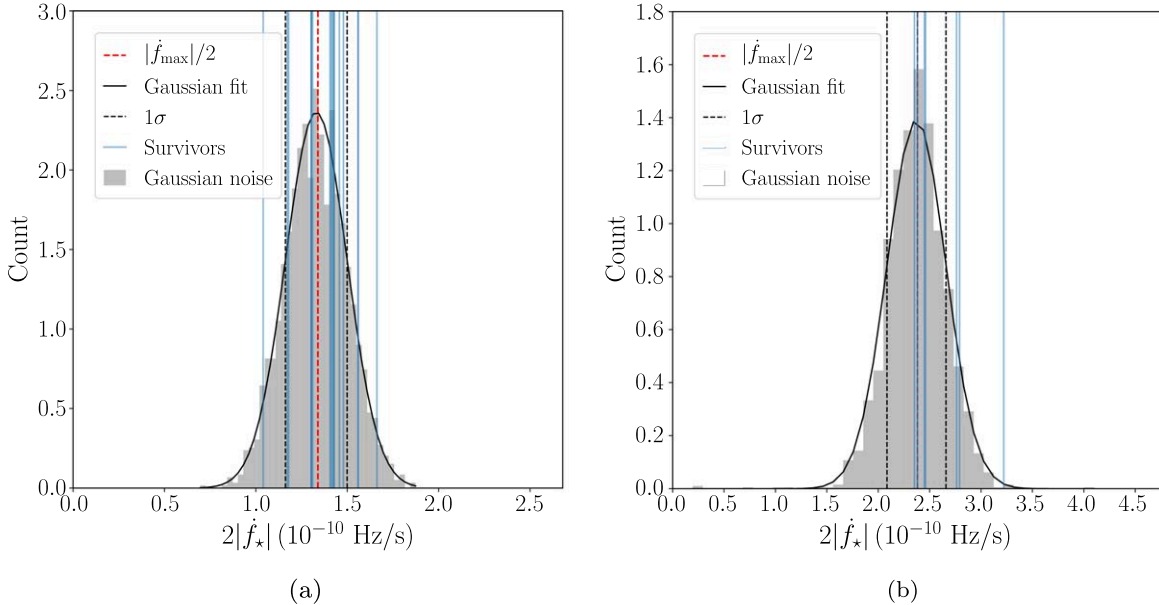 3.0
2.5
2.0
1.5
1.0
0.5
0.0
Count
|ḟ_max|/2
Gaussian fit
1σ
Survivors
Gaussian noise
0.0 0.5 1.0 1.5 2.0 2.5
2|ḟ⋆| (10⁻¹⁰ Hz/s)
(a)
1.8
1.6
1.4
1.2
1.0
0.8
0.6
0.4
0.2
0.0
Count
|ḟ_max|/2
Gaussian fit
1σ
Survivors
Gaussian noise
0.0 0.5 1.0 1.5 2.0 2.5 3.0 3.5 4.0 4.5
2|ḟ⋆| (10⁻¹⁰ Hz/s)
(b)